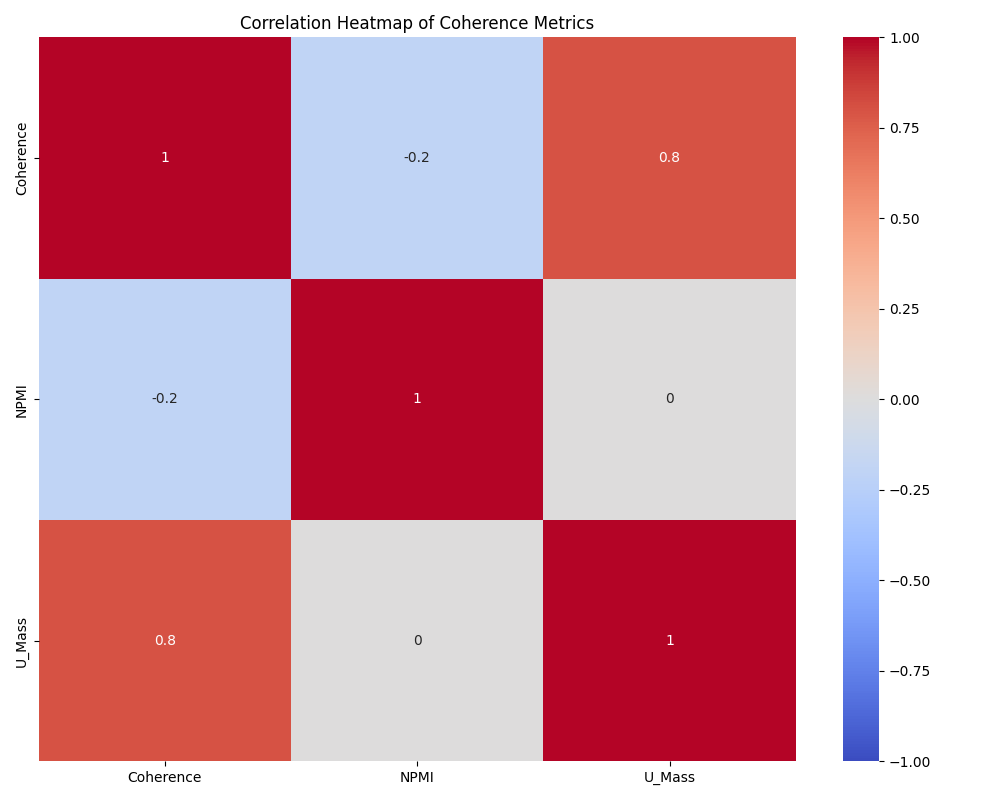 Correlation Heatmap of Coherence Metrics
Coherence
1
-0.2
0.8
NPMI
-0.2
1
0
U_Mass
0.8
0
1
Coherence
NPMI
U_Mass
1.00
0.75
0.50
0.25
0.00
−0.25
−0.50
−0.75
−1.00